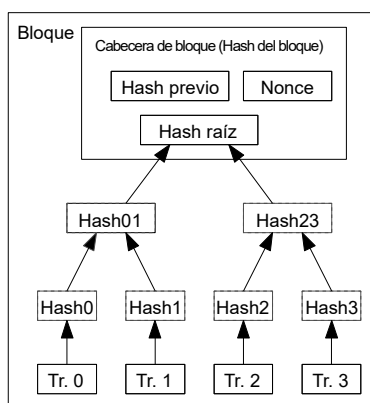 Bloque
Cabecera de bloque (Hash del bloque)
Hash previo Nonce
Hash raíz
Hash01 Hash23
Hash0 Hash1 Hash2 Hash3
Tr. 0 Tr. 1 Tr. 2 Tr. 3